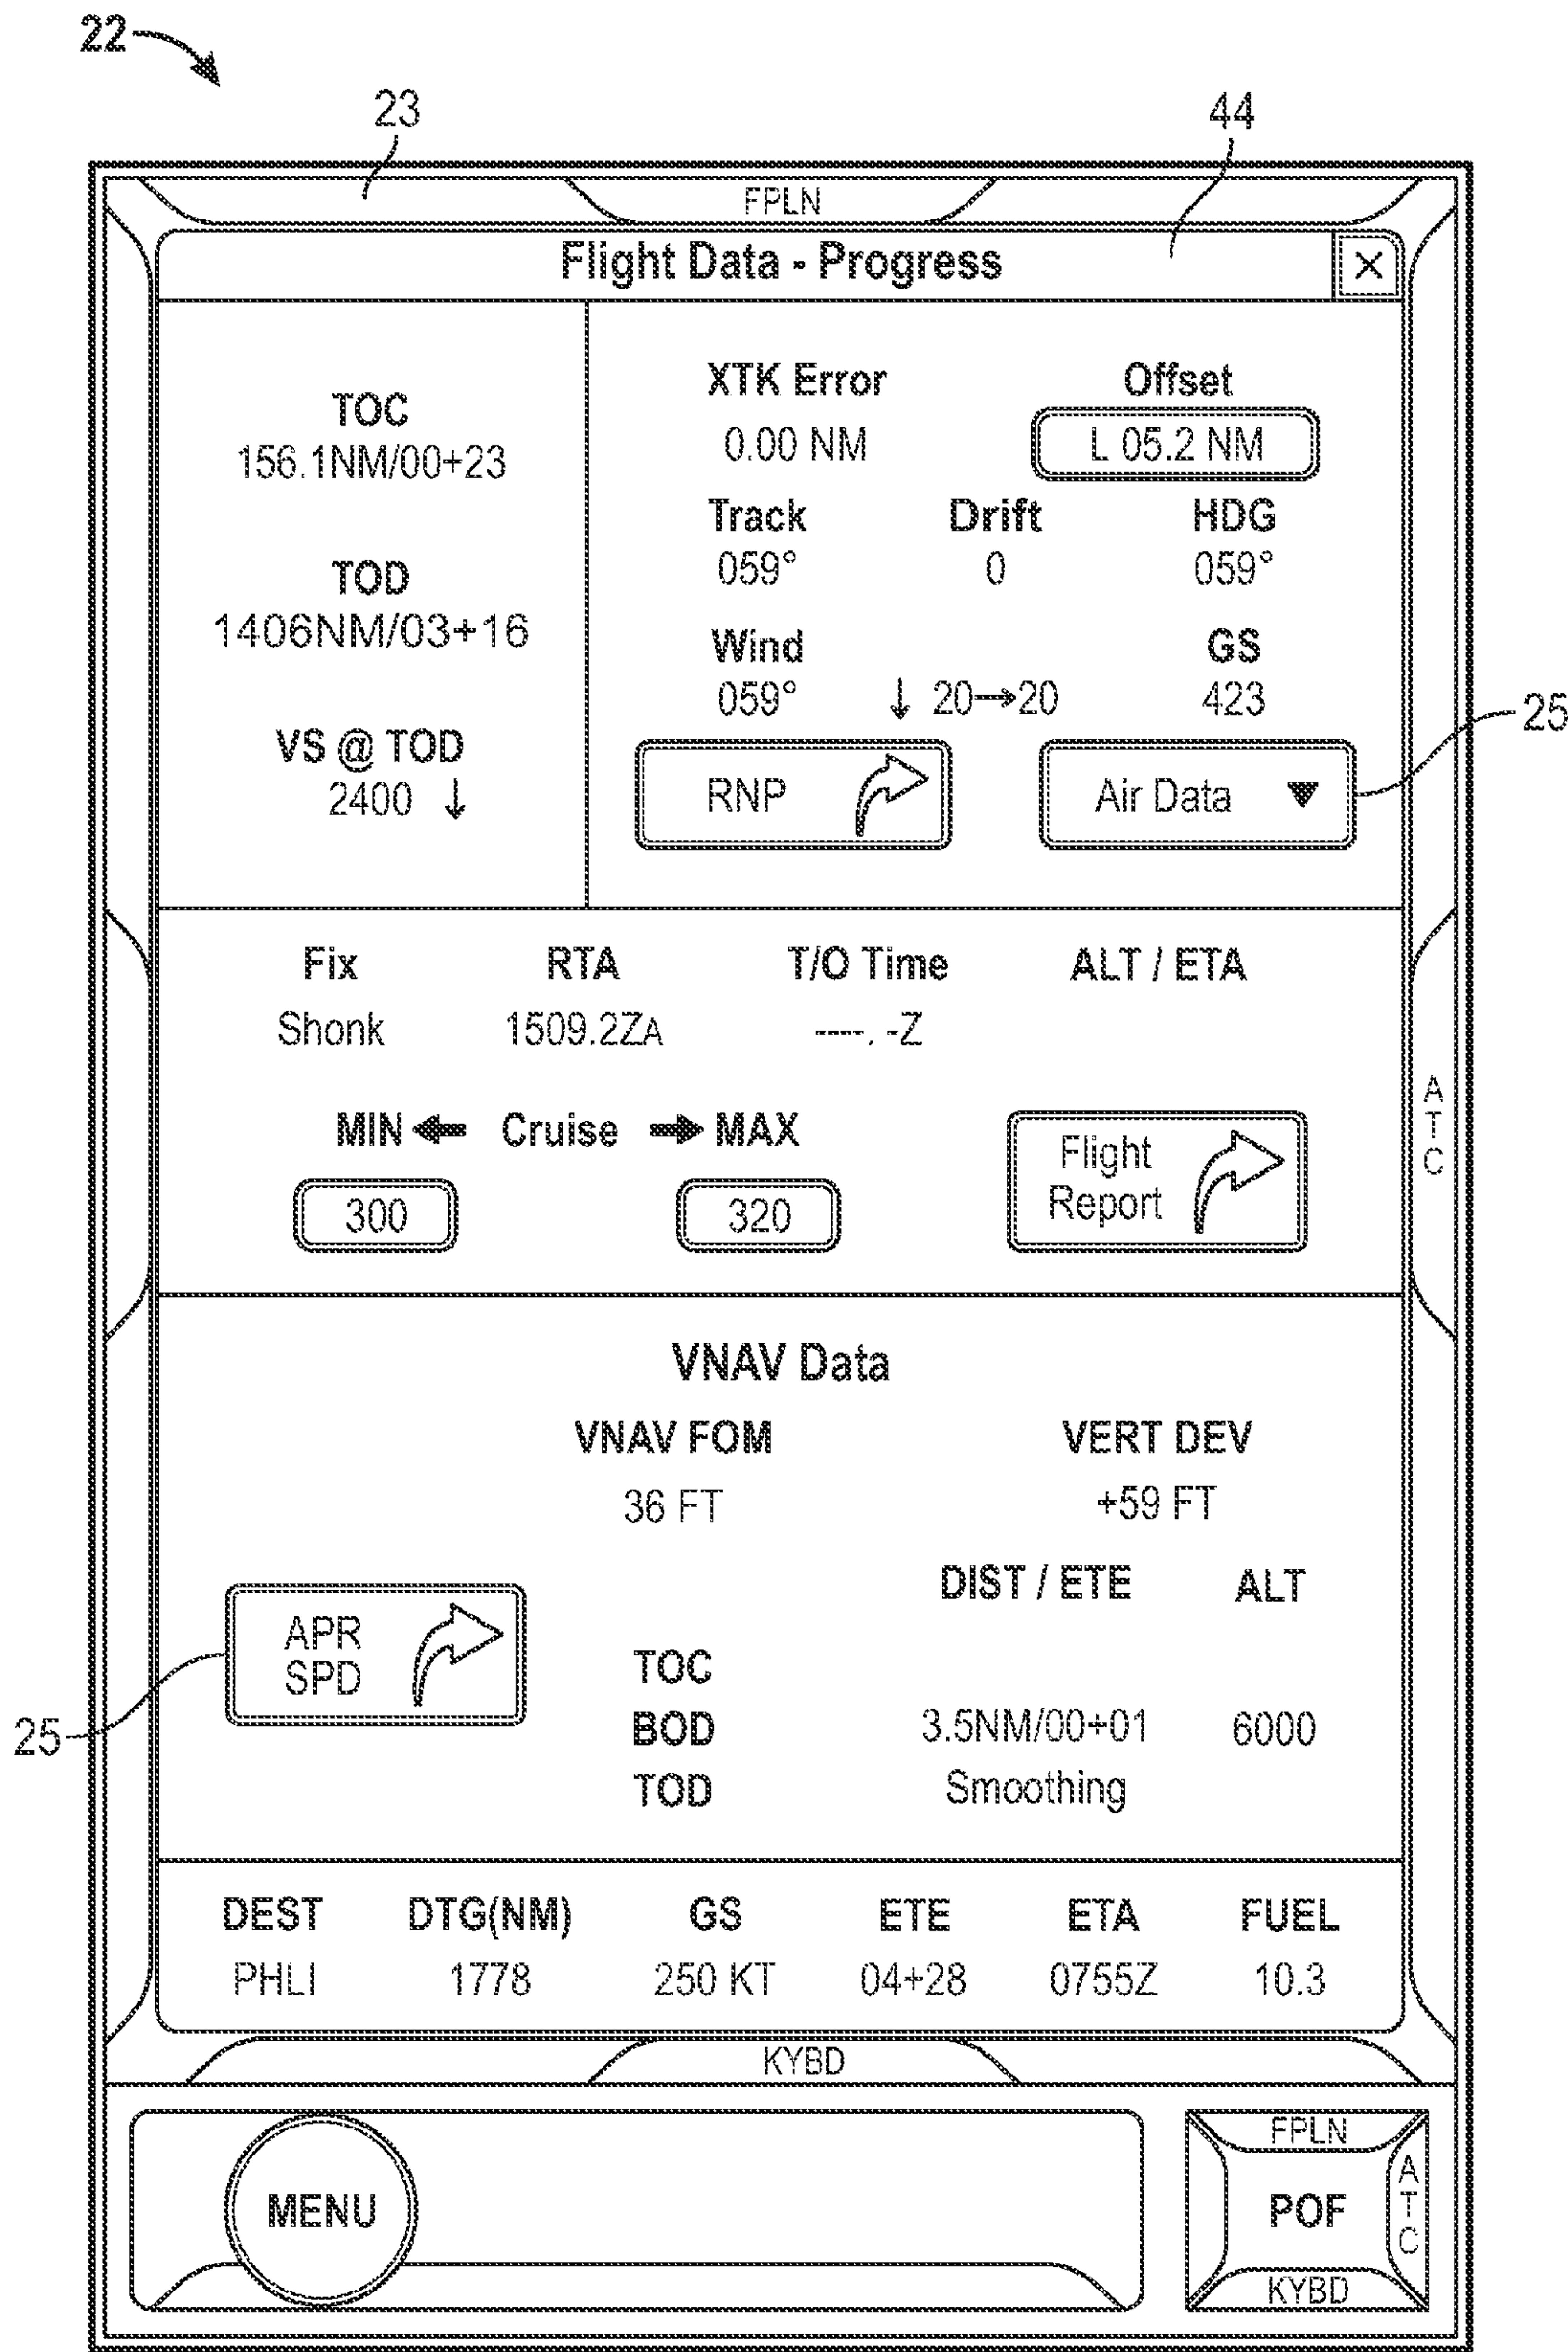 22
23
44
FPLN
Flight Data - Progress
X
TOC
156.1NM/00+23
TOD
1406NM/03+16
VS @ TOD
2400 ↓
XTK Error Offset
0.00 NM L 05.2 NM
Track Drift HDG
059° 0 059°
Wind GS
059° ↓ 20→20 423
25
RNP Air Data ▼
Fix RTA T/O Time ALT / ETA
Shonk 1509.2ZA ----. -Z
MIN ← Cruise → MAX
300 320
Flight
Report
ATC
VNAV Data
VNAV FOM VERT DEV
36 FT +59 FT
DIST / ETE ALT
APR
SPD
25
TOC
BOD 3.5NM/00+01 6000
TOD Smoothing
DEST DTG(NM) GS ETE ETA FUEL
PHLI 1778 250 KT 04+28 0755Z 10.3
KYBD
MENU
FPLN
POF
ATC
KYBD